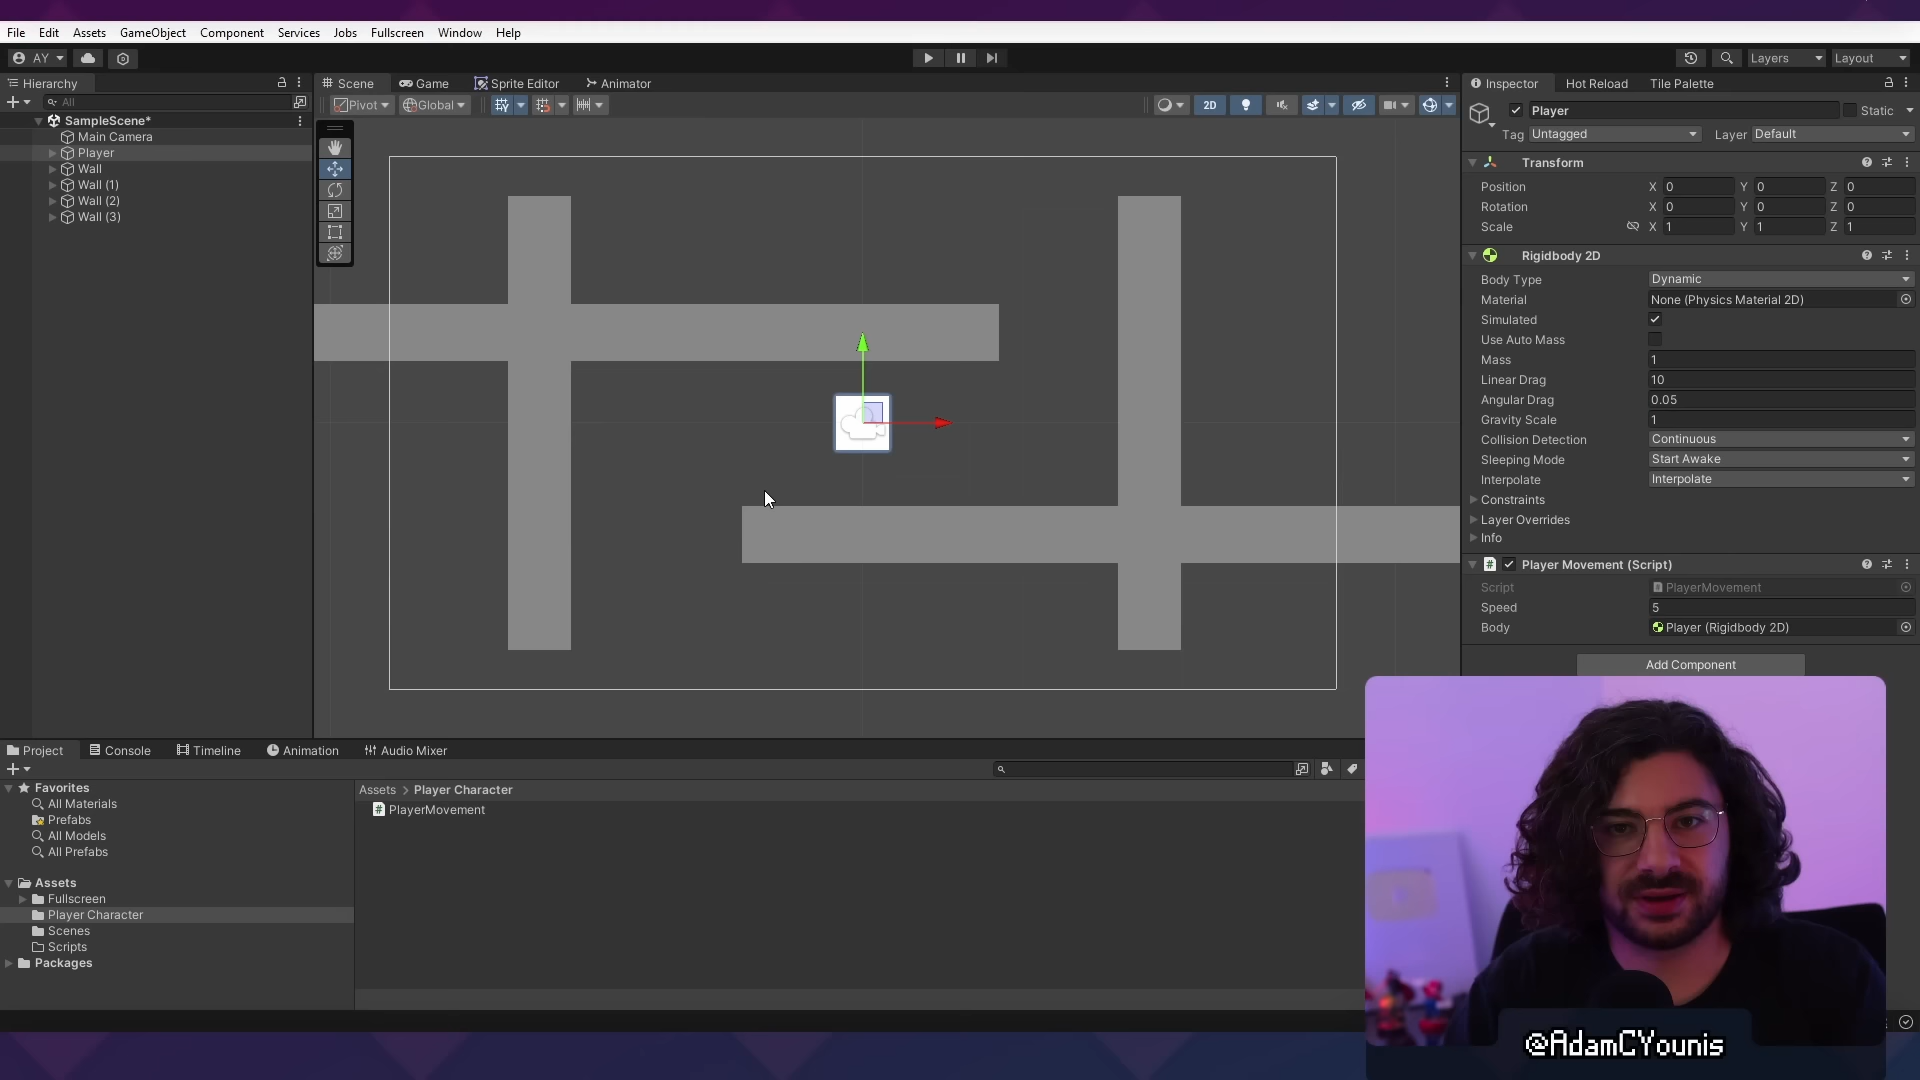 File Edit Assets GameObject Component Services Jobs Fullscreen Window Help
AY Layers Layout
Hierarchy
All
SampleScene*
Main Camera
Player
Wall
Wall (1)
Wall (2)
Wall (3)
Scene Game Sprite Editor Animator
Pivot Global 2D
Inspector Hot Reload Tile Palette
Player Static
Tag Untagged Layer Default
Transform
Position X 0 Y 0 Z 0
Rotation X 0 Y 0 Z 0
Scale X 1 Y 1 Z 1
Rigidbody 2D
Body Type Dynamic
Material None (Physics Material 2D)
Simulated
Use Auto Mass
Mass 1
Linear Drag 10
Angular Drag 0.05
Gravity Scale 1
Collision Detection Continuous
Sleeping Mode Start Awake
Interpolate Interpolate
Constraints
Layer Overrides
Info
Player Movement (Script)
Script PlayerMovement
Speed 5
Body Player (Rigidbody 2D)
Add Component
Project Console Timeline Animation Audio Mixer
Favorites
All Materials
Prefabs
All Models
All Prefabs
Assets
Fullscreen
Player Character
Scenes
Scripts
Packages
Assets > Player Character
PlayerMovement
@AdamCYounis